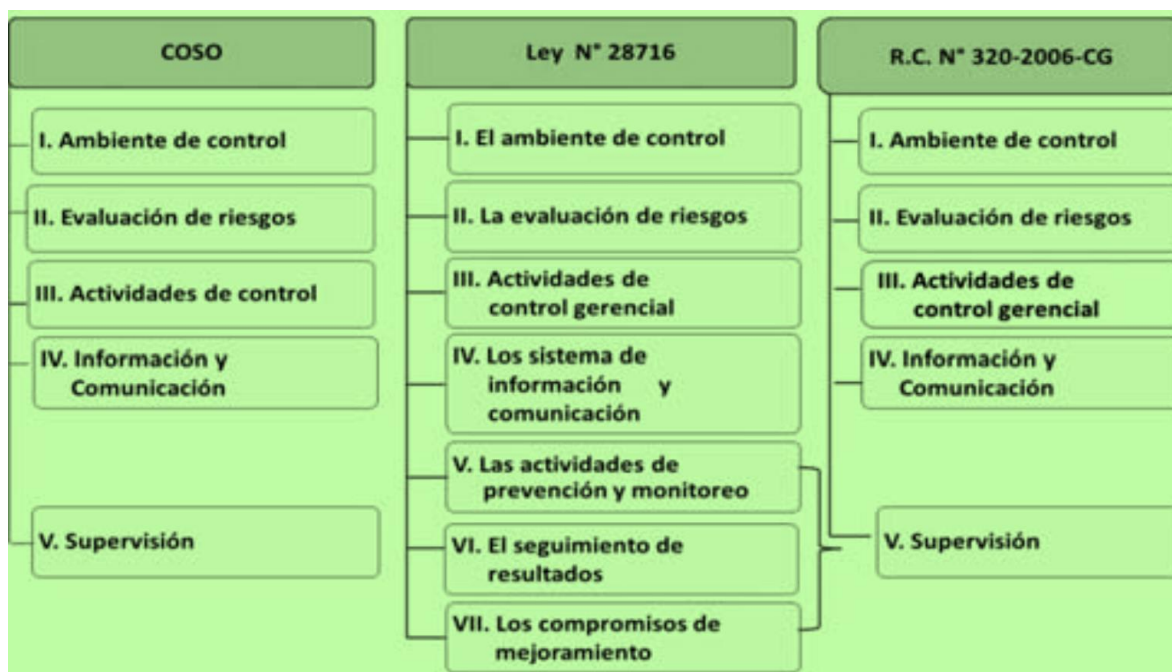 COSO
I. Ambiente de control
II. Evaluación de riesgos
III. Actividades de control
IV. Información y
Comunicación
V. Supervisión
Ley N° 28716
I. El ambiente de control
II. La evaluación de riesgos
III. Actividades de
control gerencial
IV. Los sistema de
información y
comunicación
V. Las actividades de
prevención y monitoreo
VI. El seguimiento de
resultados
VII. Los compromisos de
mejoramiento
R.C. N° 320-2006-CG
I. Ambiente de control
II. Evaluación de riesgos
III. Actividades de
control gerencial
IV. Información y
Comunicación
V. Supervisión